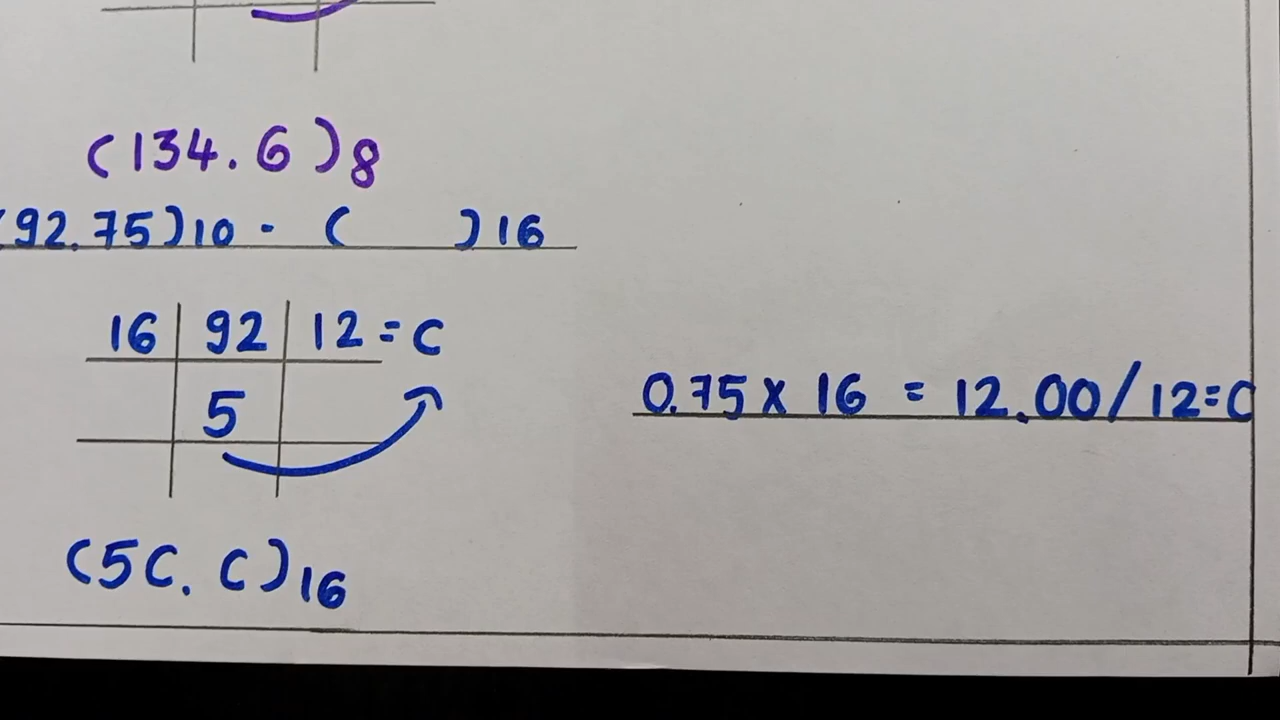 (134.6)8
(92.75)10 - (      )16
16 92 12=C
5
0.75 x 16 = 12.00/12=C
(5C.C)16